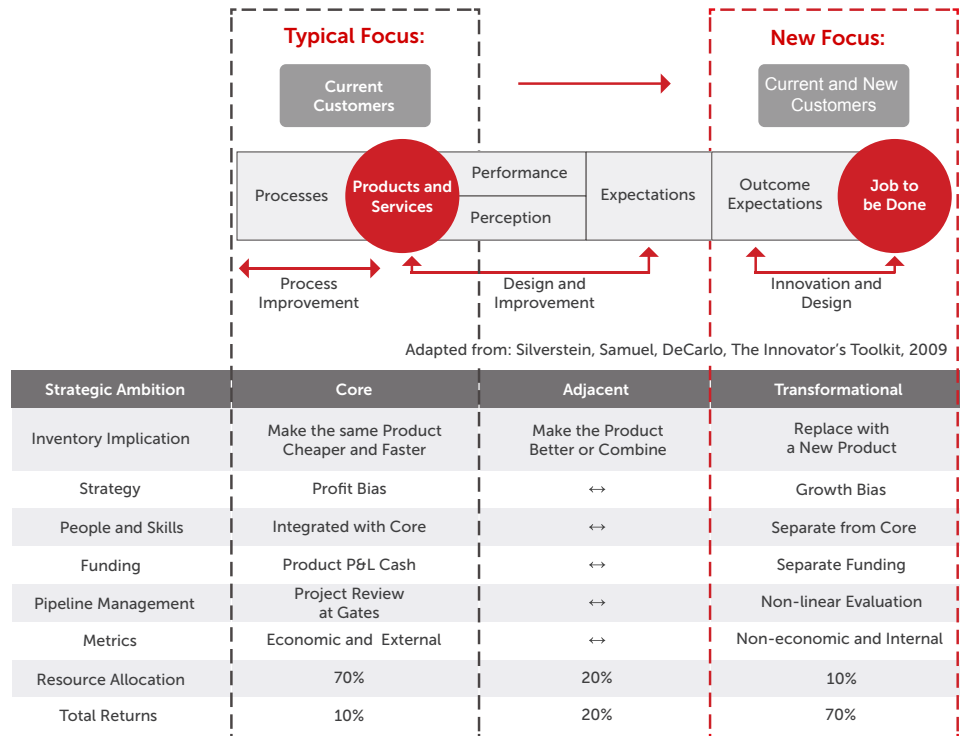 Typical Focus:
New Focus:
Current
Customers
Current and New
Customers
Processes
Products and
Services
Performance
Perception
Expectations
Outcome
Expectations
Job to
be Done
Process
Improvement
Design and
Improvement
Innovation and
Design
Adapted from: Silverstein, Samuel, DeCarlo, The Innovator's Toolkit, 2009
Strategic Ambition Core Adjacent Transformational
Inventory Implication
Make the same Product
Cheaper and Faster
Make the Product
Better or Combine
Replace with
a New Product
Strategy Profit Bias ↔ Growth Bias
People and Skills Integrated with Core ↔ Separate from Core
Funding Product P&L Cash ↔ Separate Funding
Pipeline Management
Project Review
at Gates
↔ Non-linear Evaluation
Metrics Economic and External ↔ Non-economic and Internal
Resource Allocation 70% 20% 10%
Total Returns 10% 20% 70%